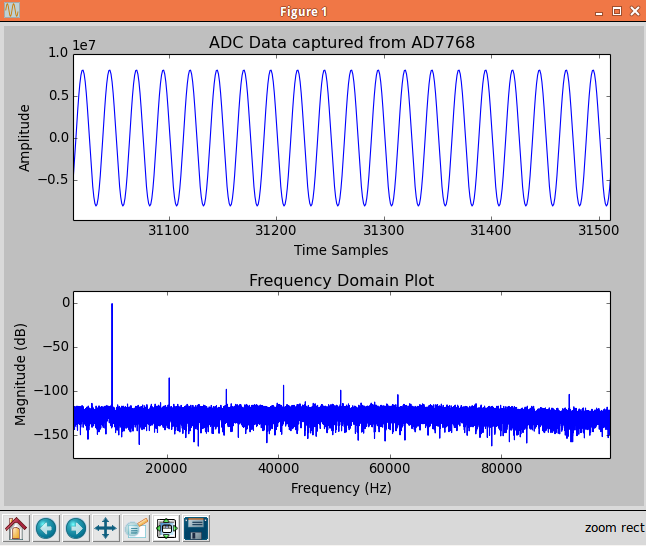 Figure 1
ADC Data captured from AD7768
1e7
1.0
0.5
0.0
−0.5
Amplitude
31100 31200 31300 31400 31500
Time Samples
Frequency Domain Plot
0
−50
−100
−150
Magnitude (dB)
20000 40000 60000 80000
Frequency (Hz)
zoom rect